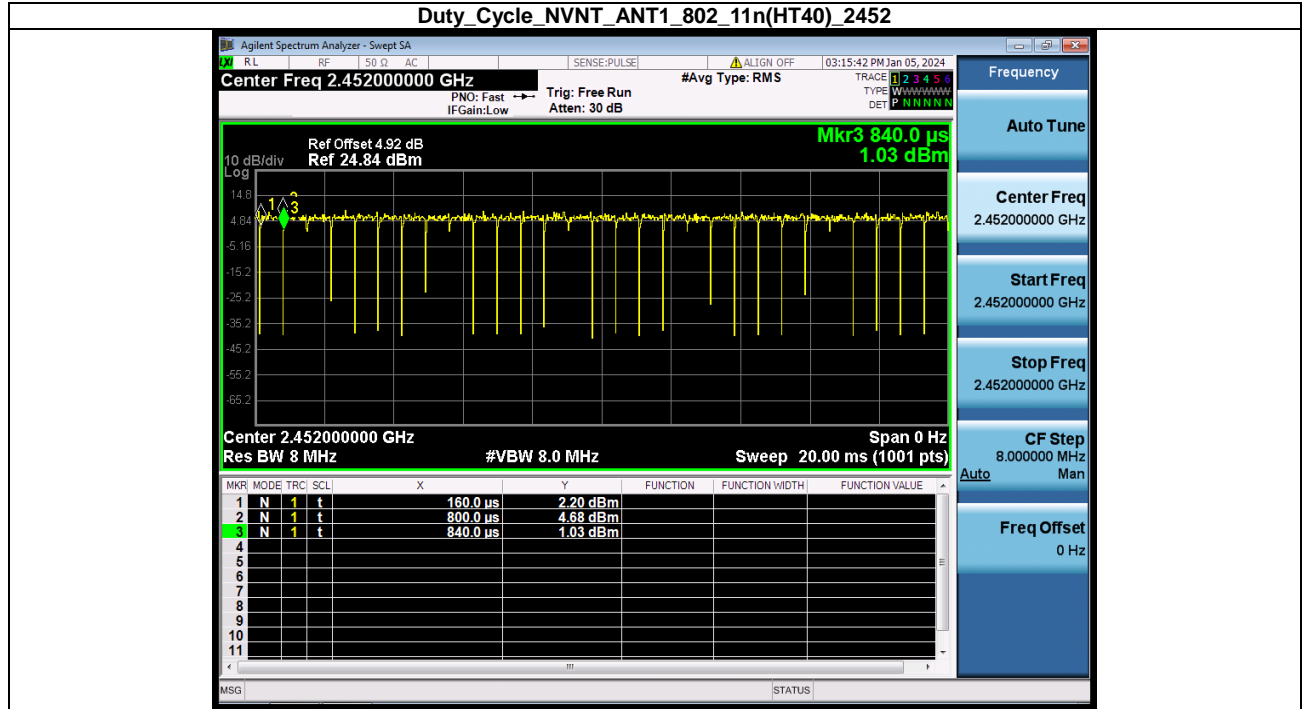 Duty_Cycle_NVNT_ANT1_802_11n(HT40)_2452
Agilent Spectrum Analyzer - Swept SA
LXI RL RF 50 Ω AC SENSE:PULSE ALIGN OFF 03:15:42 PM Jan 05, 2024
Center Freq 2.452000000 GHz #Avg Type: RMS TRACE 1 2 3 4 5 6
PNO: Fast Trig: Free Run TYPE WWWWWW
IFGain:Low Atten: 30 dB DET P N N N N N
Frequency
Auto Tune
Center Freq
2.452000000 GHz
Start Freq
2.452000000 GHz
Stop Freq
2.452000000 GHz
CF Step
8.000000 MHz
Auto Man
Freq Offset
0 Hz
Mkr3 840.0 µs
1.03 dBm
Ref Offset 4.92 dB
10 dB/div Ref 24.84 dBm
Log
14.8
4.84
-5.16
-15.2
-25.2
-35.2
-45.2
-55.2
-65.2
1 2 3
Center 2.452000000 GHz Span 0 Hz
Res BW 8 MHz #VBW 8.0 MHz Sweep 20.00 ms (1001 pts)
MKR MODE TRC SCL X Y FUNCTION FUNCTION WIDTH FUNCTION VALUE
1 N 1 t 160.0 µs 2.20 dBm
2 N 1 t 800.0 µs 4.68 dBm
3 N 1 t 840.0 µs 1.03 dBm
4
5
6
7
8
9
10
11
MSG STATUS